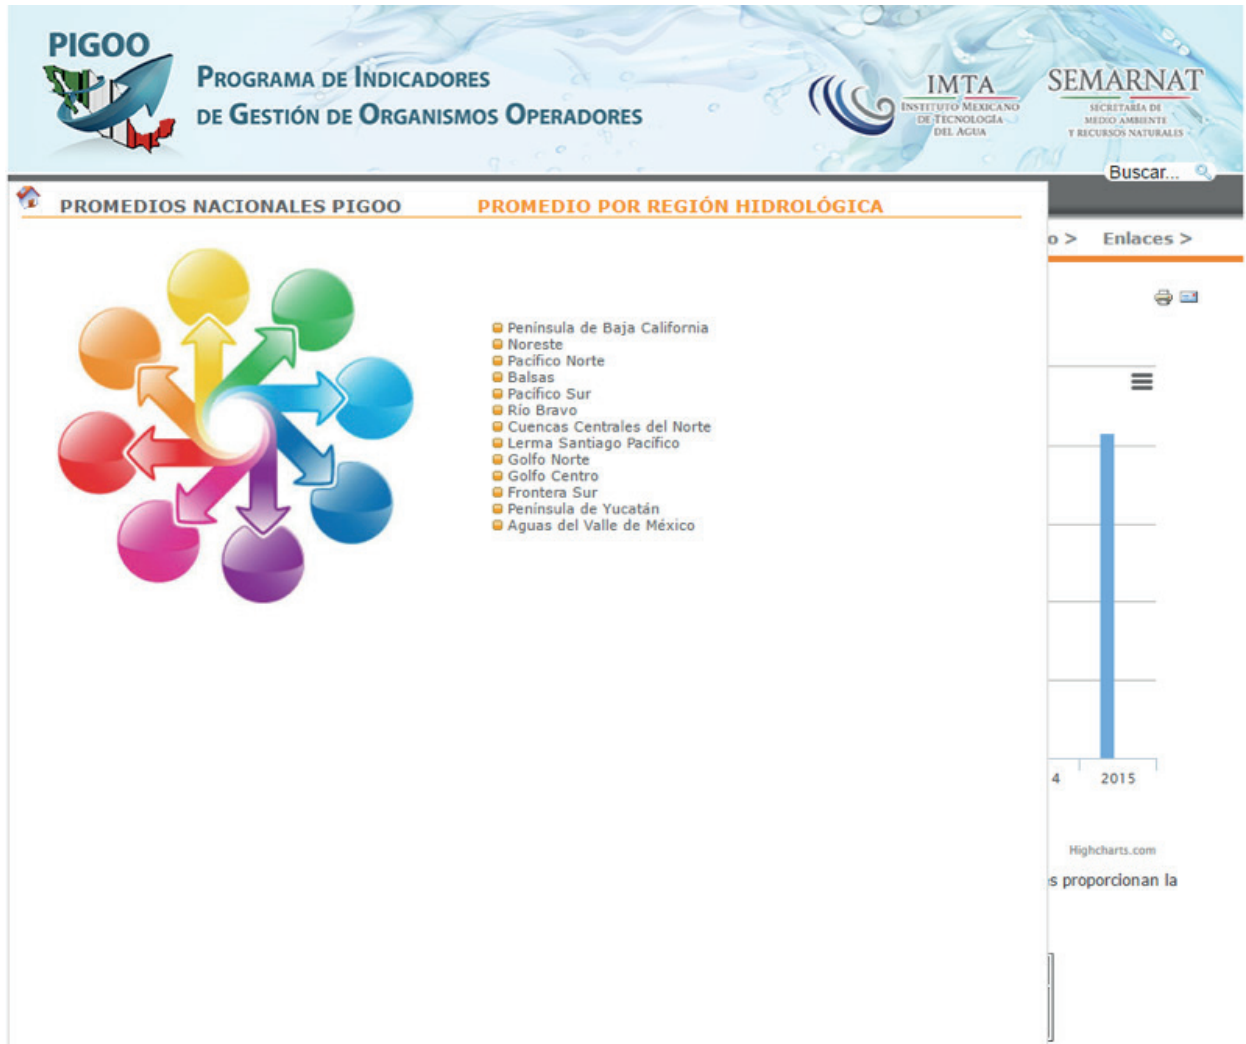 PIGOO
PROGRAMA DE INDICADORES
DE GESTIÓN DE ORGANISMOS OPERADORES
IMTA
INSTITUTO MEXICANO
DE TECNOLOGÍA
DEL AGUA
SEMARNAT
SECRETARÍA DE
MEDIO AMBIENTE
Y RECURSOS NATURALES
Buscar...
PROMEDIOS NACIONALES PIGOO
PROMEDIO POR REGIÓN HIDROLÓGICA
o >
Enlaces >
Península de Baja California
Noreste
Pacífico Norte
Balsas
Pacífico Sur
Río Bravo
Cuencas Centrales del Norte
Lerma Santiago Pacífico
Golfo Norte
Golfo Centro
Frontera Sur
Península de Yucatán
Aguas del Valle de México
4
2015
Highcharts.com
s proporcionan la